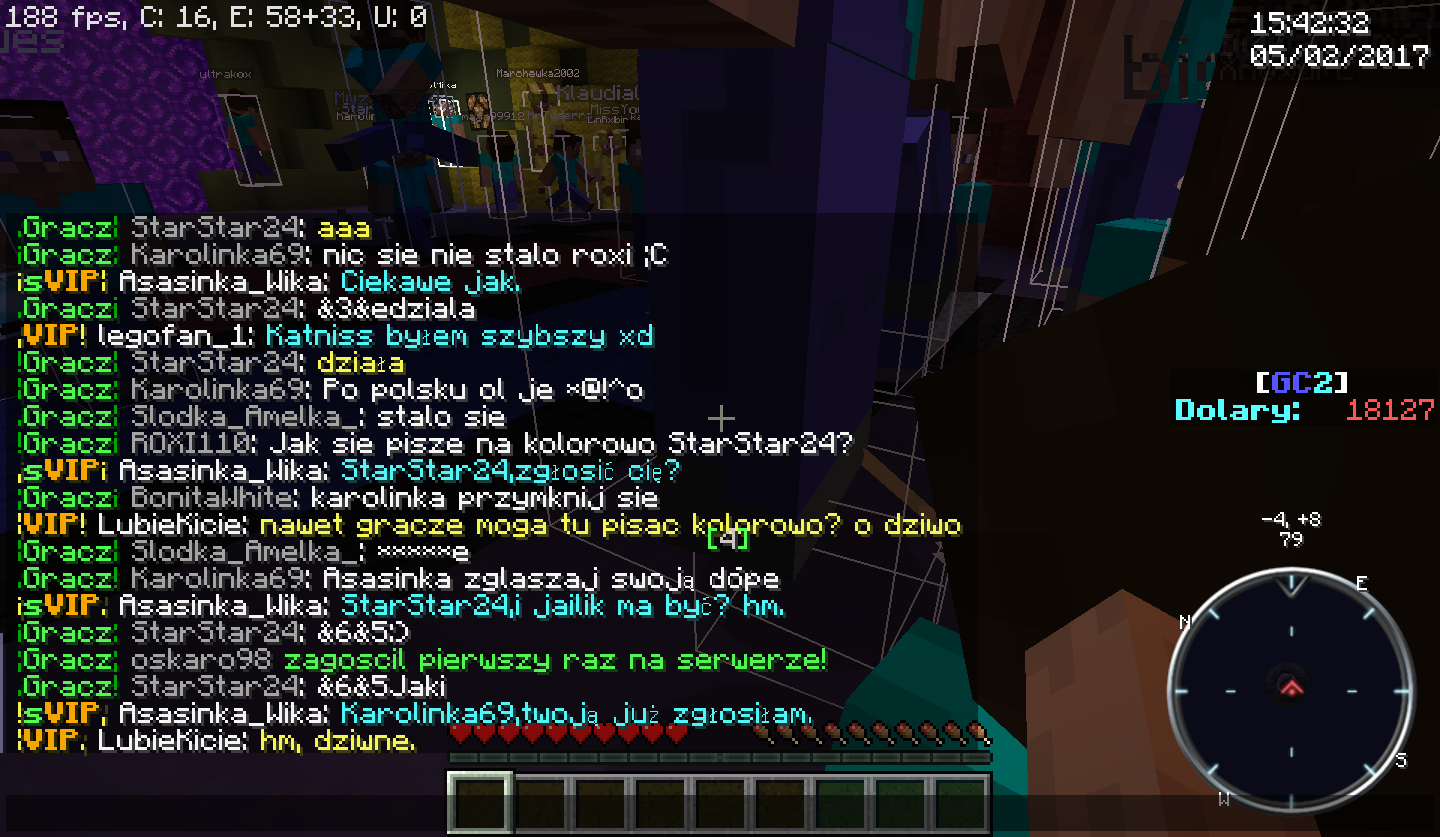 188 fps, C: 16, E: 58+33, U: 0
15:42:32
05/02/2017
ultrakox
Marchewka2002
Klaudial
MissYo
Gracz! StarStar24: aaa
Gracz! Karolinka69: nic sie nie stalo roxi ;C
sVIP! Asasinka_Wika: Ciekawe jak.
Gracz! StarStar24: &3&edziala
VIP! legofan_1: Katniss byłem szybszy xd
Gracz! StarStar24: działa
Gracz! Karolinka69: Po polsku ol je *@!^o
Gracz! Slodka_Amelka_: stalo sie
Gracz! ROXI110: Jak sie pisze na kolorowo StarStar24?
sVIP! Asasinka_Wika: StarStar24,zgłosić cię?
Gracz! BonitaWhite: karolinka przymknij sie
VIP! LubieKicie: nawet gracze moga tu pisac kolorowo? o dziwo
[4]
Gracz! Slodka_Amelka_: *****e
Gracz! Karolinka69: Asasinka zglaszaj swoją dópe
sVIP! Asasinka_Wika: StarStar24,i jailik ma być? hm.
Gracz! StarStar24: &6&5:D
Gracz! oskaro98 zagoscil pierwszy raz na serwerze!
Gracz! StarStar24: &6&5Jaki
sVIP! Asasinka_Wika: Karolinka69,twoją już zgłosiłam.
VIP! LubieKicie: hm, dziwne.
[GC2]
Dolary: 18127
-4, +8
79
N
E
S
W